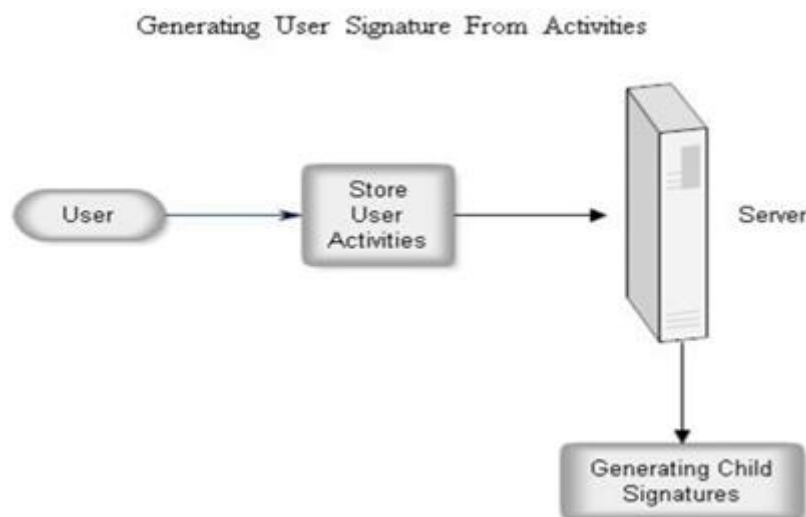 Generating User Signature From Activities
User
Store
User
Activities
Server
Generating Child
Signatures